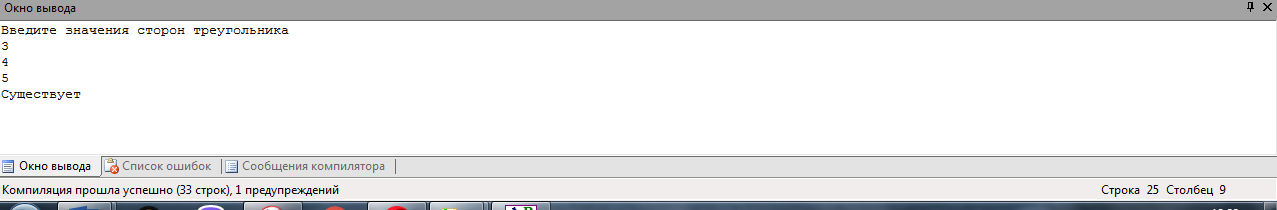 Окно вывода
Введите значения сторон треугольника
3
4
5
Существует
Окно вывода Список ошибок Сообщения компилятора
Компиляция прошла успешно (33 строк), 1 предупреждений Строка 25 Столбец 9